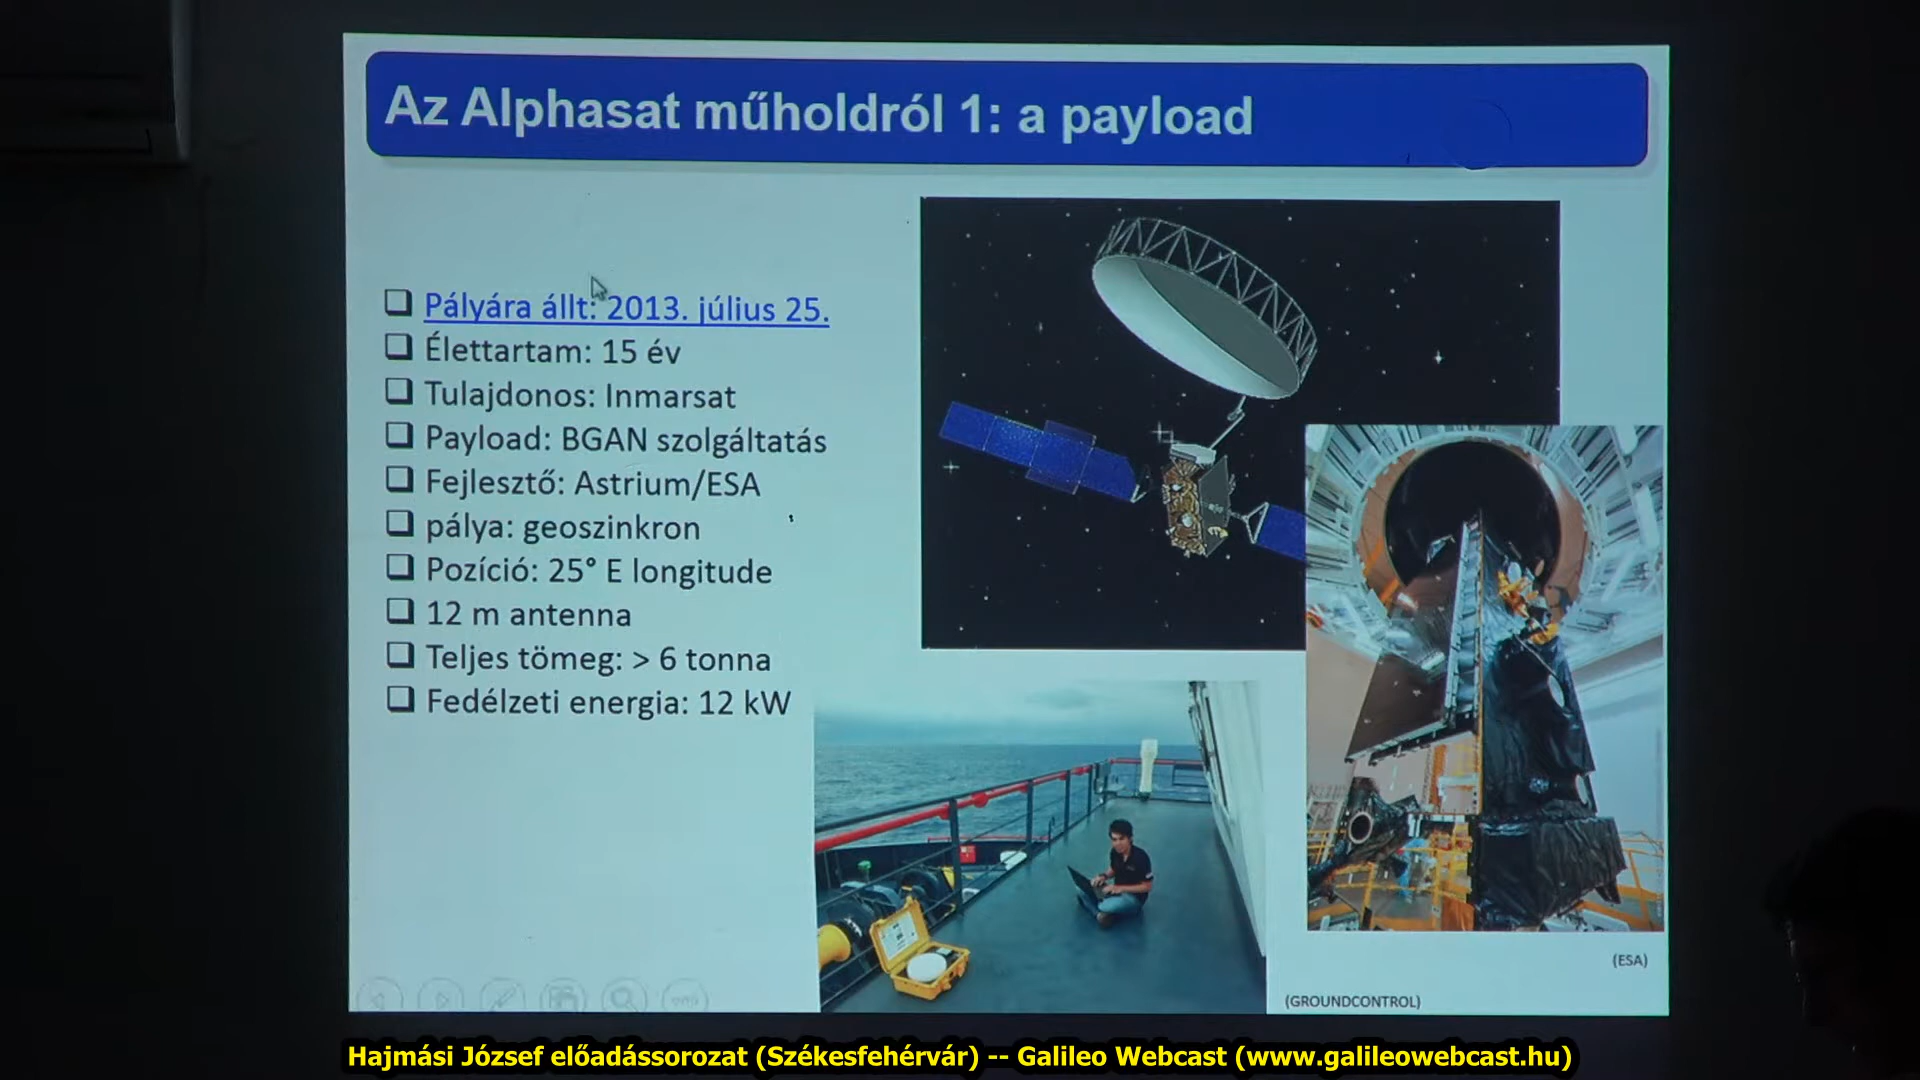 Az Alphasat műholdról 1: a payload
Pályára állt: 2013. július 25.
Élettartam: 15 év
Tulajdonos: Inmarsat
Payload: BGAN szolgáltatás
Fejlesztő: Astrium/ESA
pálya: geoszinkron
Pozíció: 25° E longitude
12 m antenna
Teljes tömeg: > 6 tonna
Fedélzeti energia: 12 kW
(ESA)
(GROUNDCONTROL)
Hajmási József előadássorozat (Székesfehérvár) -- Galileo Webcast (www.galileowebcast.hu)